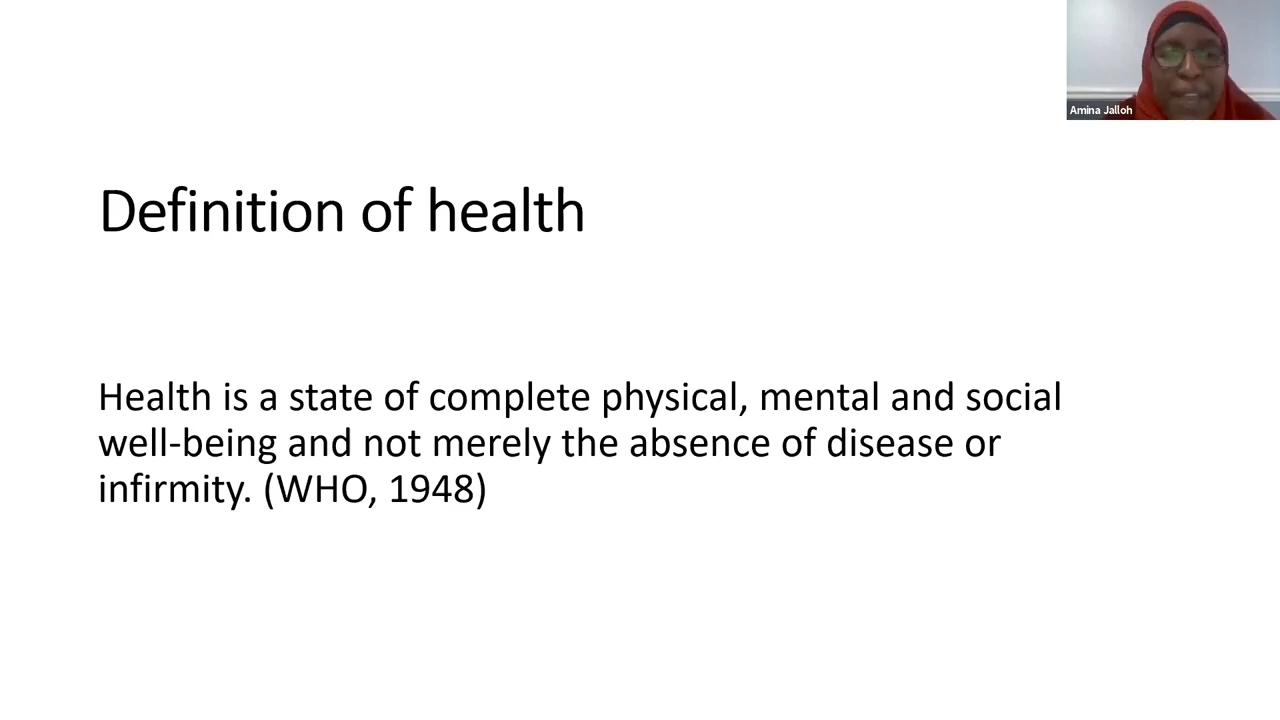 Amina Jalloh
Definition of health
Health is a state of complete physical, mental and social
well-being and not merely the absence of disease or
infirmity. (WHO, 1948)